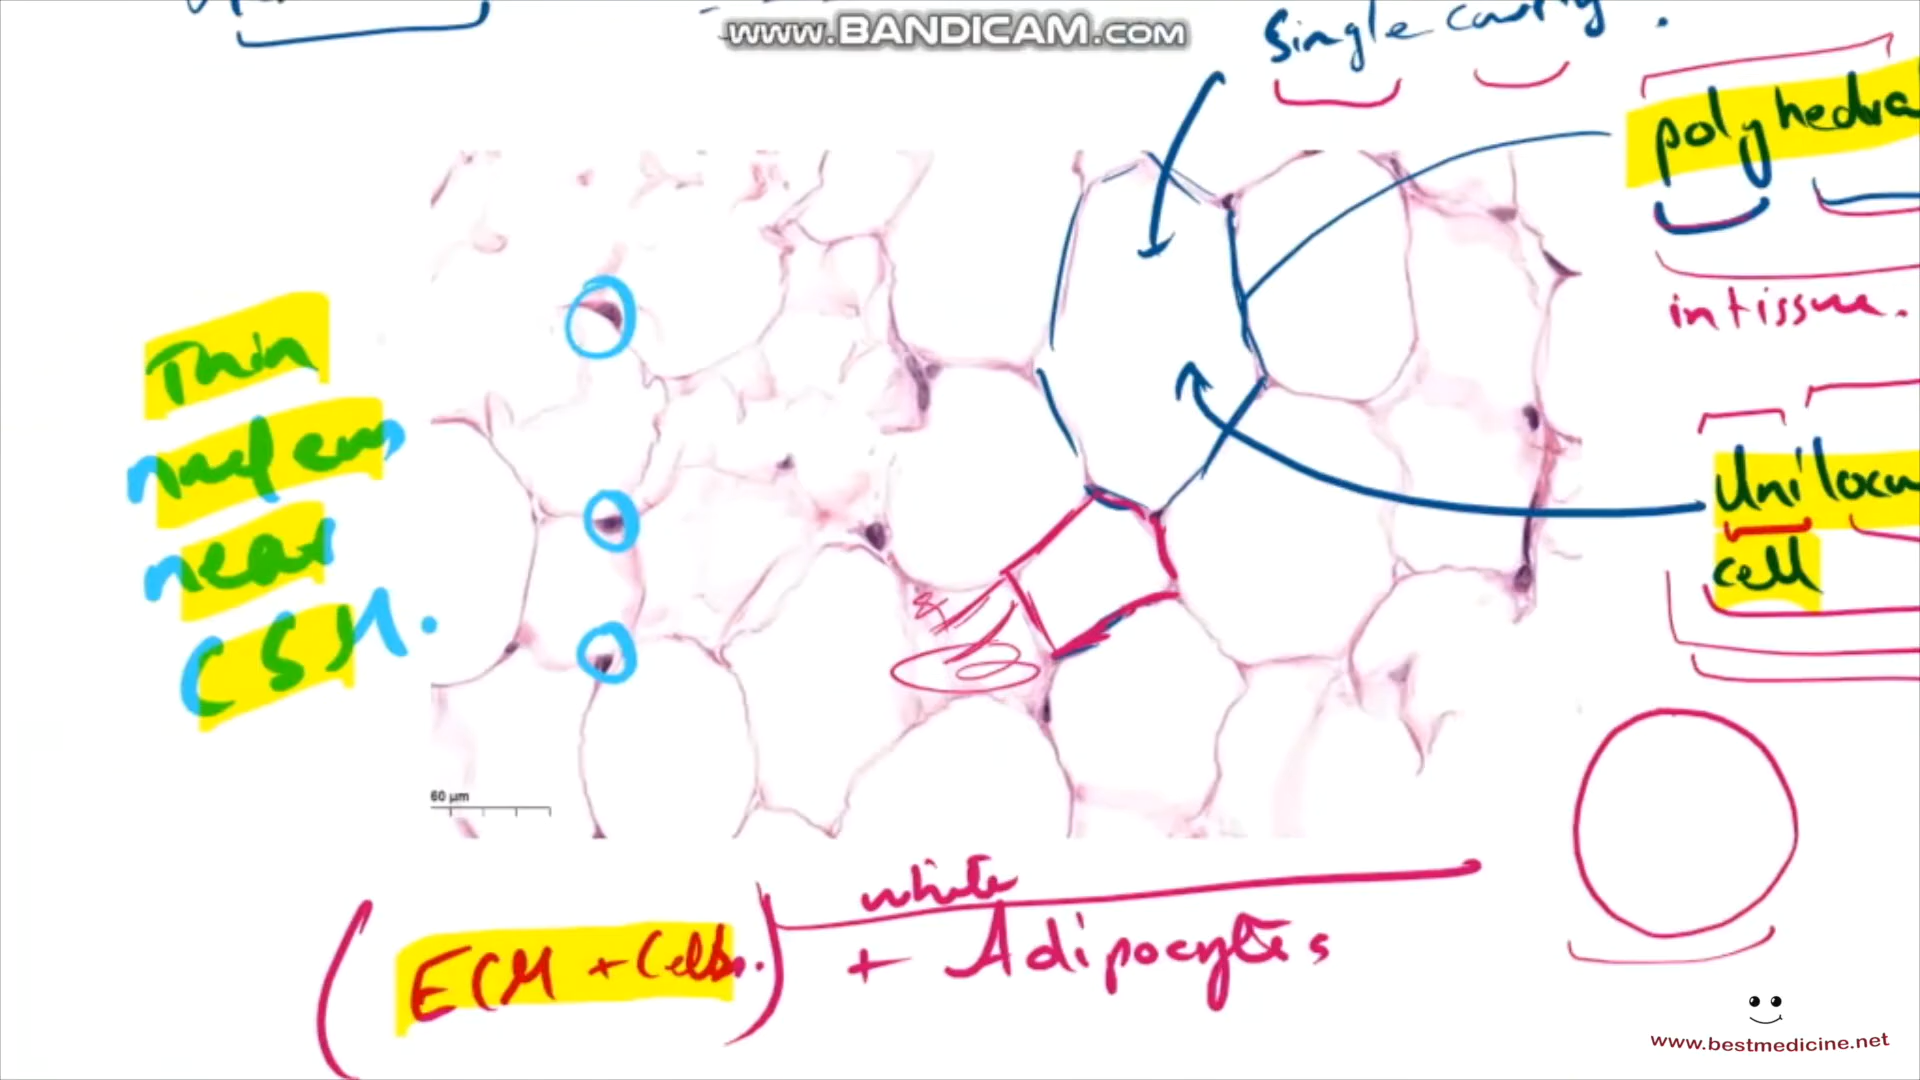 www.BANDICAM.com
Single cavity.
polyhedra
in tissue.
Thin
nucleus
near
CSM.
Unilocu
cell
60 µm
white
(ECM + Cells.) + Adipocytes
www.bestmedicine.net